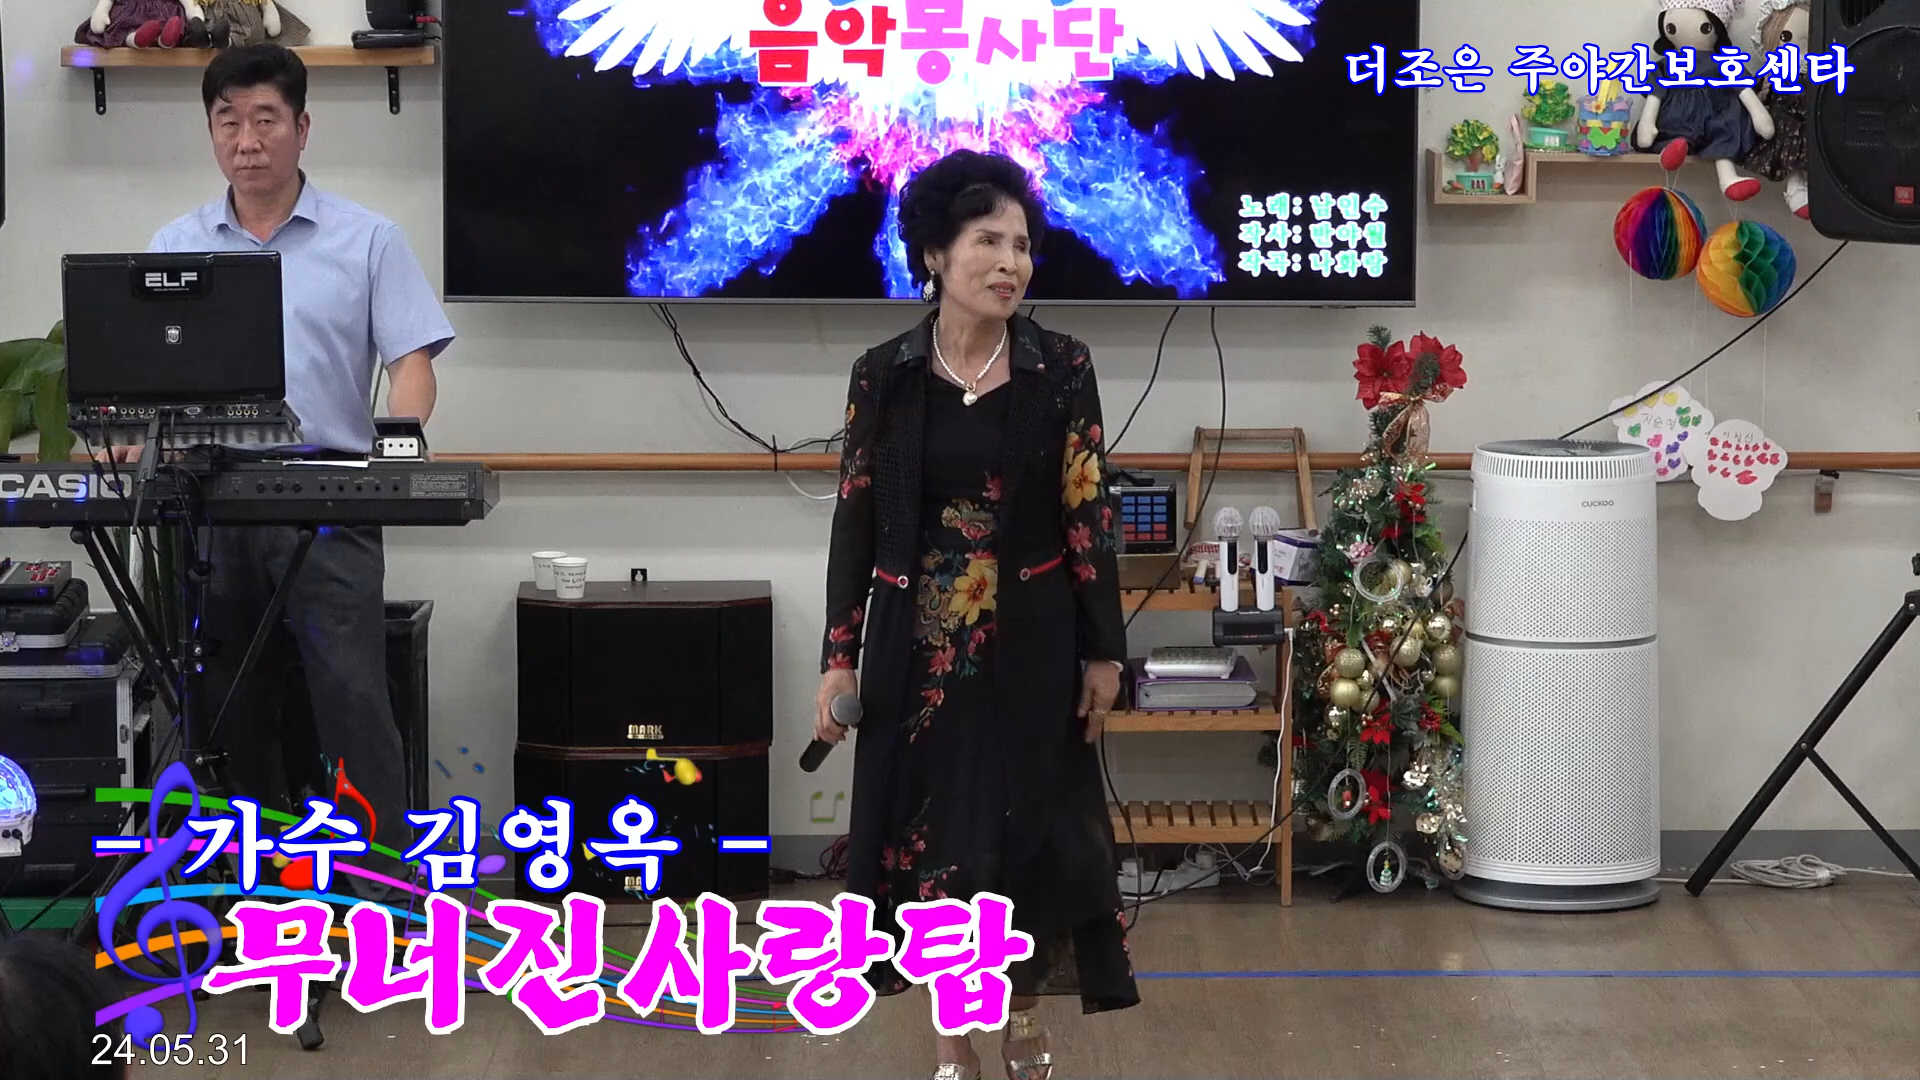 음악봉사단
더조은 주야간보호센타
노래: 남인수
작사: 반야월
작곡: 나화랑
ELF
CASIO
CUCKOO
MARK
- 가수 김영옥 -
무너진사랑탑
24.05.31